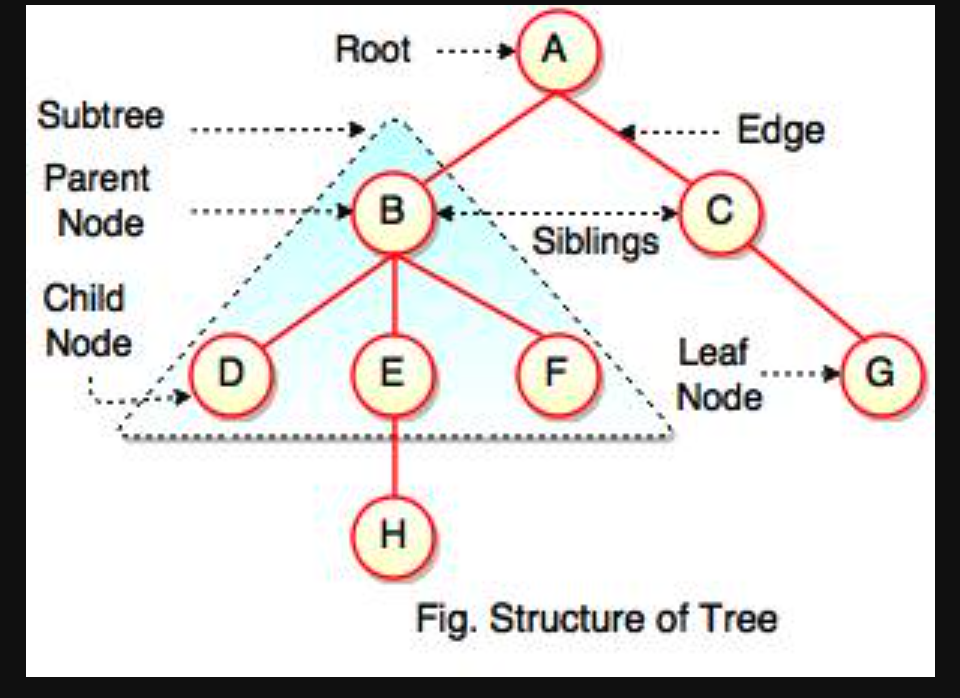 Root
A
Subtree
Edge
Parent
Node
B
C
Siblings
Child
Node
D
E
F
Leaf
Node
G
H
Fig. Structure of Tree